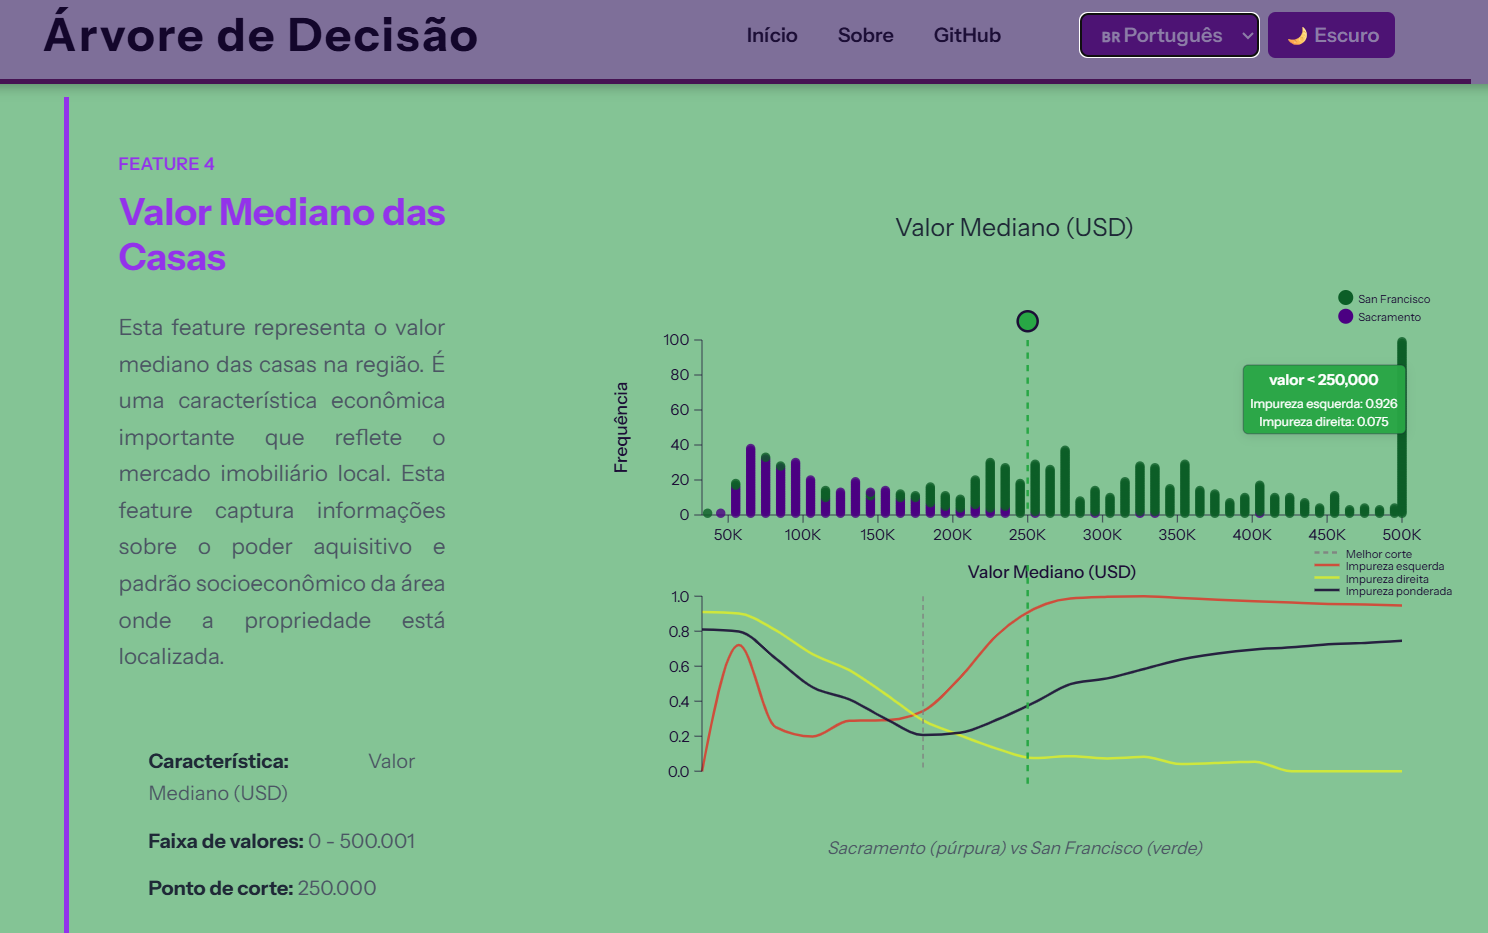 Árvore de Decisão
Início Sobre GitHub
BR Português
🌙 Escuro
FEATURE 4
Valor Mediano das
Casas
Esta feature representa o valor
mediano das casas na região. É
uma característica econômica
importante que reflete o
mercado imobiliário local. Esta
feature captura informações
sobre o poder aquisitivo e
padrão socioeconômico da área
onde a propriedade está
localizada.
Característica: Valor
Mediano (USD)
Faixa de valores: 0 - 500.001
Ponto de corte: 250.000
Valor Mediano (USD)
San Francisco
Sacramento
100
80
60
40
20
0
Frequência
valor < 250,000
Impureza esquerda: 0.926
Impureza direita: 0.075
50K 100K 150K 200K 250K 300K 350K 400K 450K 500K
Valor Mediano (USD)
Melhor corte
Impureza esquerda
Impureza direita
Impureza ponderada
1.0
0.8
0.6
0.4
0.2
0.0
Sacramento (púrpura) vs San Francisco (verde)